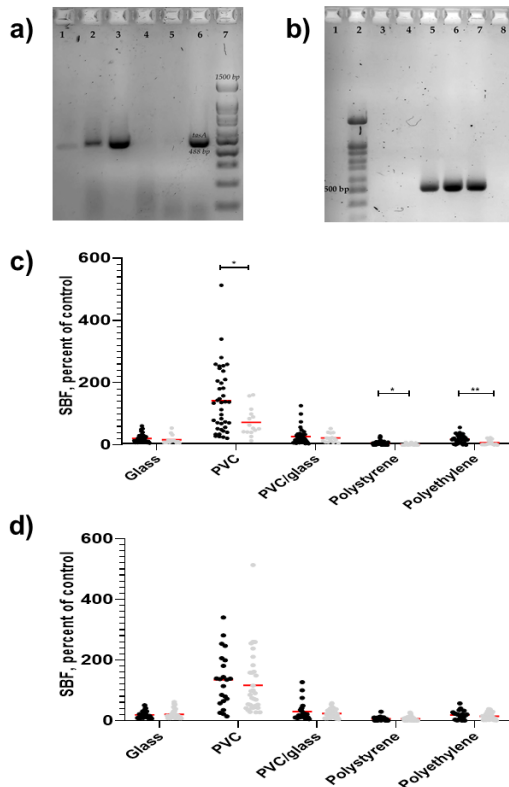 a)
1 2 3 4 5 6 7
1500 bp
tasA
488 bp
b)
1 2 3 4 5 6 7 8
500 bp
c)
SBF, percent of control
600
400
200
0
*
*
**
Glass
PVC
PVC/glass
Polystyrene
Polyethylene
d)
SBF, percent of control
600
400
200
0
Glass
PVC
PVC/glass
Polystyrene
Polyethylene